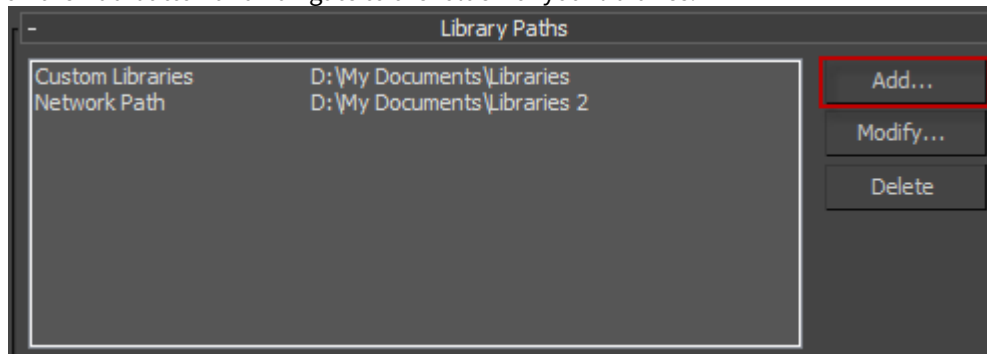 Library Paths
Custom Libraries D:\My Documents\Libraries
Network Path D:\My Documents\Libraries 2
Add...
Modify...
Delete